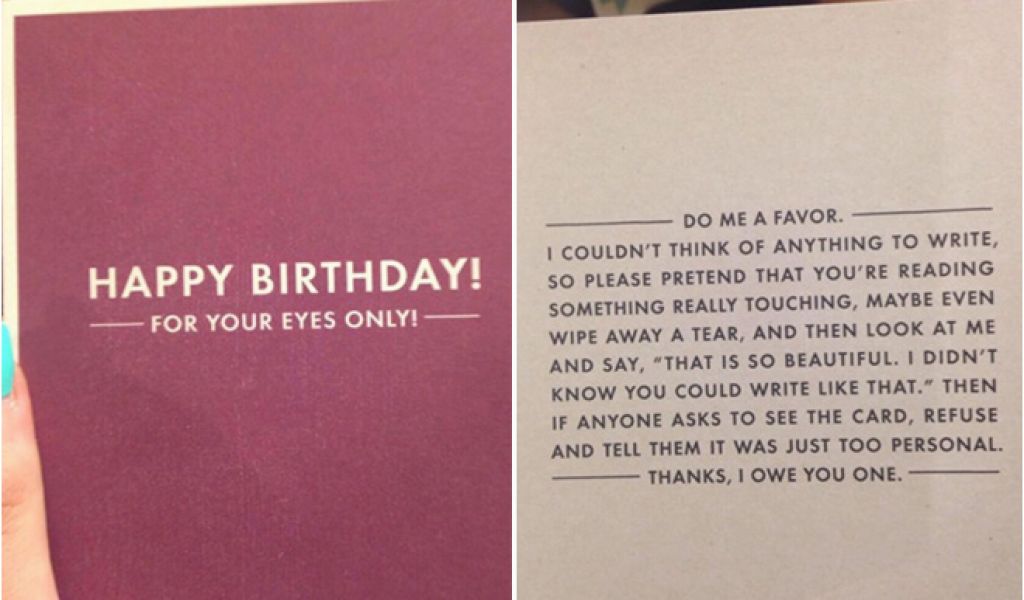 HAPPY BIRTHDAY!
FOR YOUR EYES ONLY!
DO ME A FAVOR.
I COULDN'T THINK OF ANYTHING TO WRITE,
SO PLEASE PRETEND THAT YOU'RE READING
SOMETHING REALLY TOUCHING, MAYBE EVEN
WIPE AWAY A TEAR, AND THEN LOOK AT ME
AND SAY, "THAT IS SO BEAUTIFUL. I DIDN'T
KNOW YOU COULD WRITE LIKE THAT." THEN
IF ANYONE ASKS TO SEE THE CARD, REFUSE
AND TELL THEM IT WAS JUST TOO PERSONAL.
THANKS, I OWE YOU ONE.